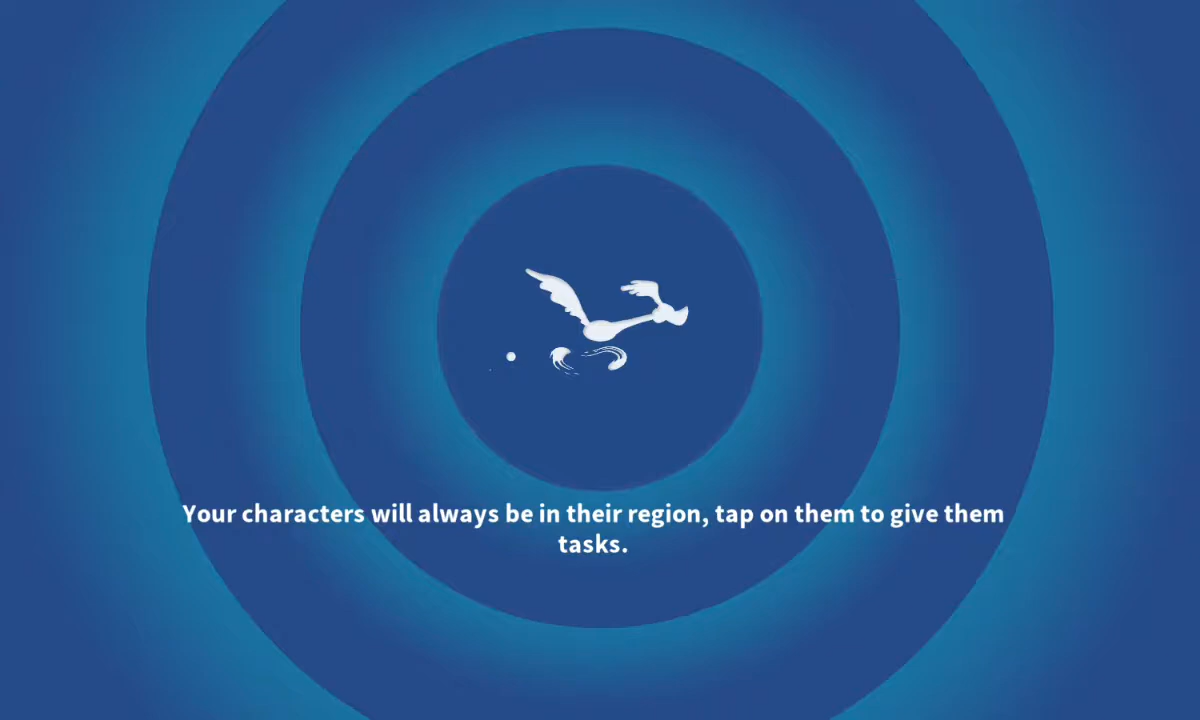 Your characters will always be in their region, tap on them to give them
tasks.